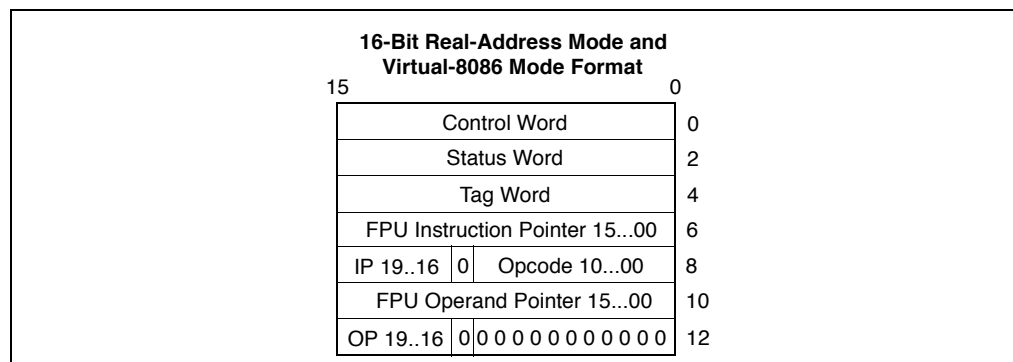 16-Bit Real-Address Mode and
Virtual-8086 Mode Format
15 0
Control Word 0
Status Word 2
Tag Word 4
FPU Instruction Pointer 15...00 6
IP 19..16 0 Opcode 10...00 8
FPU Operand Pointer 15...00 10
OP 19..16 0 0 0 0 0 0 0 0 0 0 0 0 12